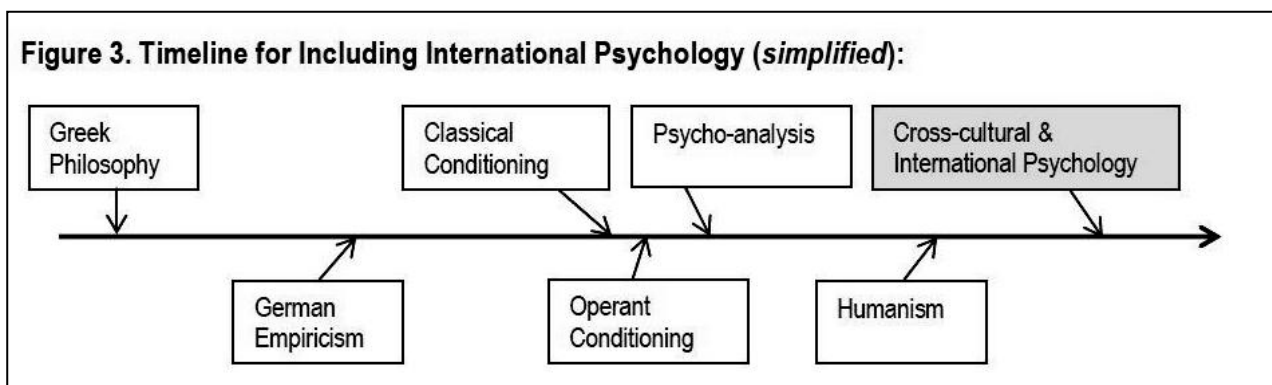 Figure 3. Timeline for Including International Psychology (simplified):
Greek
Philosophy
Classical
Conditioning
Psycho-analysis
Cross-cultural &
International Psychology
German
Empiricism
Operant
Conditioning
Humanism